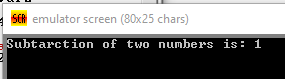 emulator screen (80x25 chars)
Subtarction of two numbers is: 1